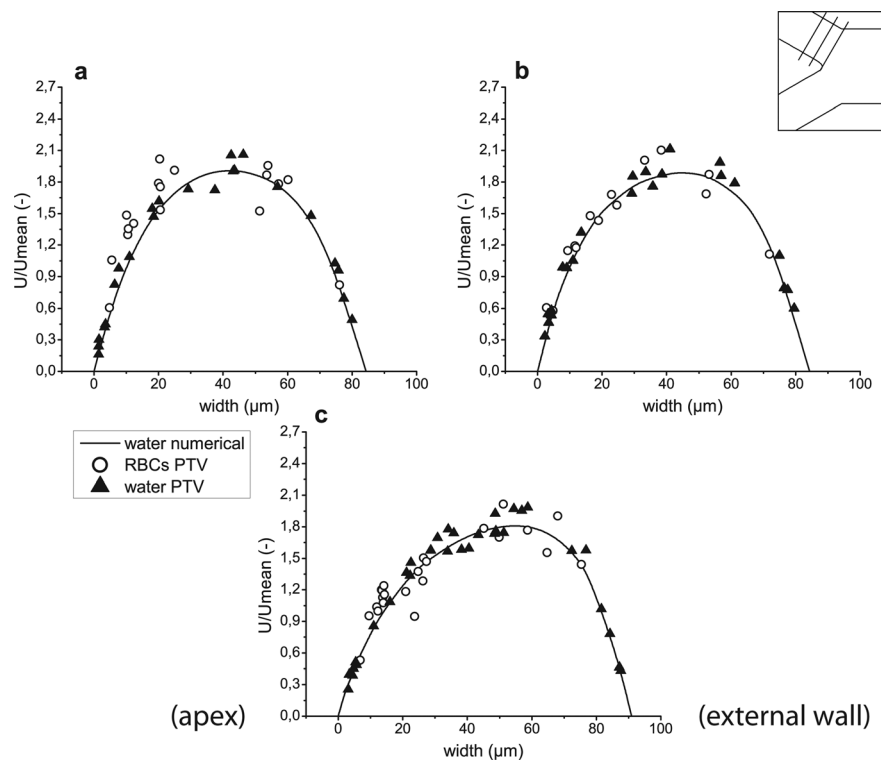 a
2,7
2,4
2,1
1,8
1,5
1,2
0,9
0,6
0,3
0,0
U/Umean (-)
0 20 40 60 80 100
width (µm)
b
2,7
2,4
2,1
1,8
1,5
1,2
0,9
0,6
0,3
0,0
U/Umean (-)
0 20 40 60 80 100
width (µm)
water numerical
RBCs PTV
water PTV
c
2,7
2,4
2,1
1,8
1,5
1,2
0,9
0,6
0,3
0,0
U/Umean (-)
0 20 40 60 80 100
width (µm)
(apex)
(external wall)